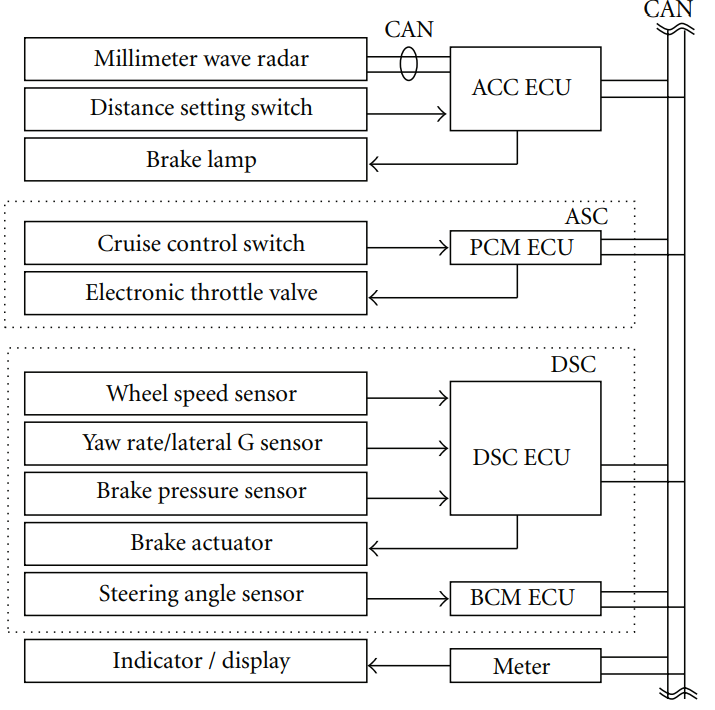 CAN
CAN
Millimeter wave radar
ACC ECU
Distance setting switch
Brake lamp
ASC
Cruise control switch
PCM ECU
Electronic throttle valve
DSC
Wheel speed sensor
Yaw rate/lateral G sensor
DSC ECU
Brake pressure sensor
Brake actuator
Steering angle sensor
BCM ECU
Indicator / display
Meter